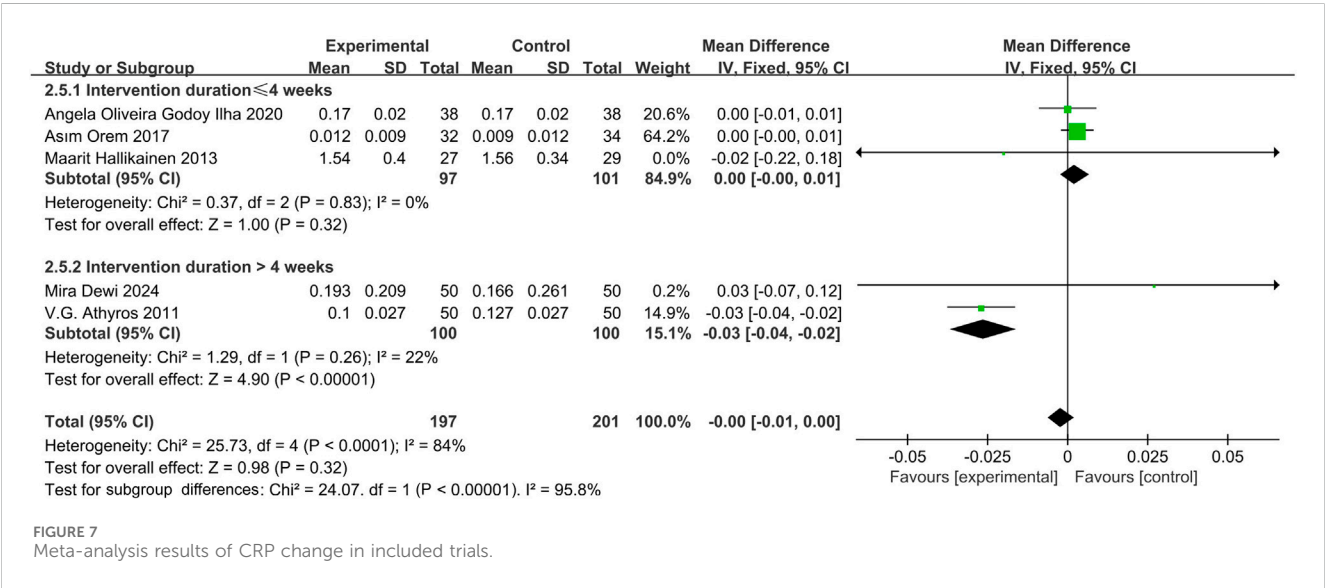 Experimental Control Mean Difference Mean Difference
Study or Subgroup Mean SD Total Mean SD Total Weight IV, Fixed, 95% CI IV, Fixed, 95% CI
2.5.1 Intervention duration≤4 weeks
Angela Oliveira Godoy Ilha 2020 0.17 0.02 38 0.17 0.02 38 20.6% 0.00 [-0.01, 0.01]
Asım Orem 2017 0.012 0.009 32 0.009 0.012 34 64.2% 0.00 [-0.00, 0.01]
Maarit Hallikainen 2013 1.54 0.4 27 1.56 0.34 29 0.0% -0.02 [-0.22, 0.18]
Subtotal (95% CI) 97 101 84.9% 0.00 [-0.00, 0.01]
Heterogeneity: Chi² = 0.37, df = 2 (P = 0.83); I² = 0%
Test for overall effect: Z = 1.00 (P = 0.32)
2.5.2 Intervention duration > 4 weeks
Mira Dewi 2024 0.193 0.209 50 0.166 0.261 50 0.2% 0.03 [-0.07, 0.12]
V.G. Athyros 2011 0.1 0.027 50 0.127 0.027 50 14.9% -0.03 [-0.04, -0.02]
Subtotal (95% CI) 100 100 15.1% -0.03 [-0.04, -0.02]
Heterogeneity: Chi² = 1.29, df = 1 (P = 0.26); I² = 22%
Test for overall effect: Z = 4.90 (P < 0.00001)
Total (95% CI) 197 201 100.0% -0.00 [-0.01, 0.00]
Heterogeneity: Chi² = 25.73, df = 4 (P < 0.0001); I² = 84%
Test for overall effect: Z = 0.98 (P = 0.32)
Test for subgroup differences: Chi² = 24.07. df = 1 (P < 0.00001). I² = 95.8%
-0.05 -0.025 0 0.025 0.05
Favours [experimental] Favours [control]
FIGURE 7
Meta-analysis results of CRP change in included trials.